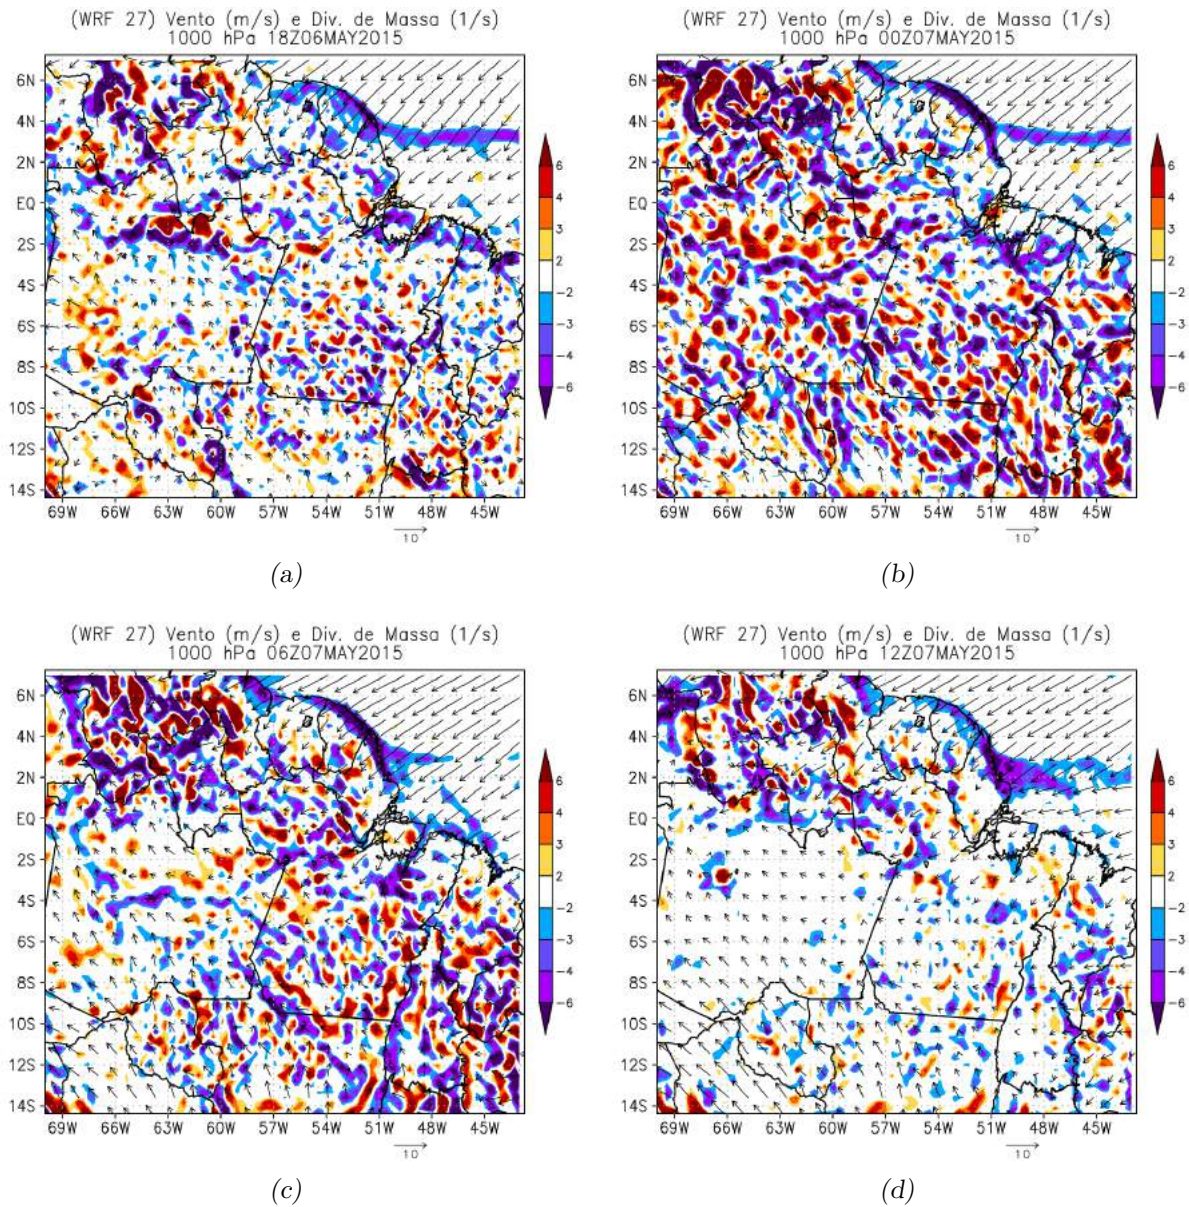 (WRF 27) Vento (m/s) e Div. de Massa (1/s)
1000 hPa 18Z06MAY2015
6N
4N
2N
EQ
2S
4S
6S
8S
10S
12S
14S
69W 66W 63W 60W 57W 54W 51W 48W 45W
6
4
3
2
-2
-3
-4
-6
10
(a)
(WRF 27) Vento (m/s) e Div. de Massa (1/s)
1000 hPa 00Z07MAY2015
6N
4N
2N
EQ
2S
4S
6S
8S
10S
12S
14S
69W 66W 63W 60W 57W 54W 51W 48W 45W
6
4
3
2
-2
-3
-4
-6
10
(b)
(WRF 27) Vento (m/s) e Div. de Massa (1/s)
1000 hPa 06Z07MAY2015
6N
4N
2N
EQ
2S
4S
6S
8S
10S
12S
14S
69W 66W 63W 60W 57W 54W 51W 48W 45W
6
4
3
2
-2
-3
-4
-6
10
(c)
(WRF 27) Vento (m/s) e Div. de Massa (1/s)
1000 hPa 12Z07MAY2015
6N
4N
2N
EQ
2S
4S
6S
8S
10S
12S
14S
69W 66W 63W 60W 57W 54W 51W 48W 45W
6
4
3
2
-2
-3
-4
-6
10
(d)